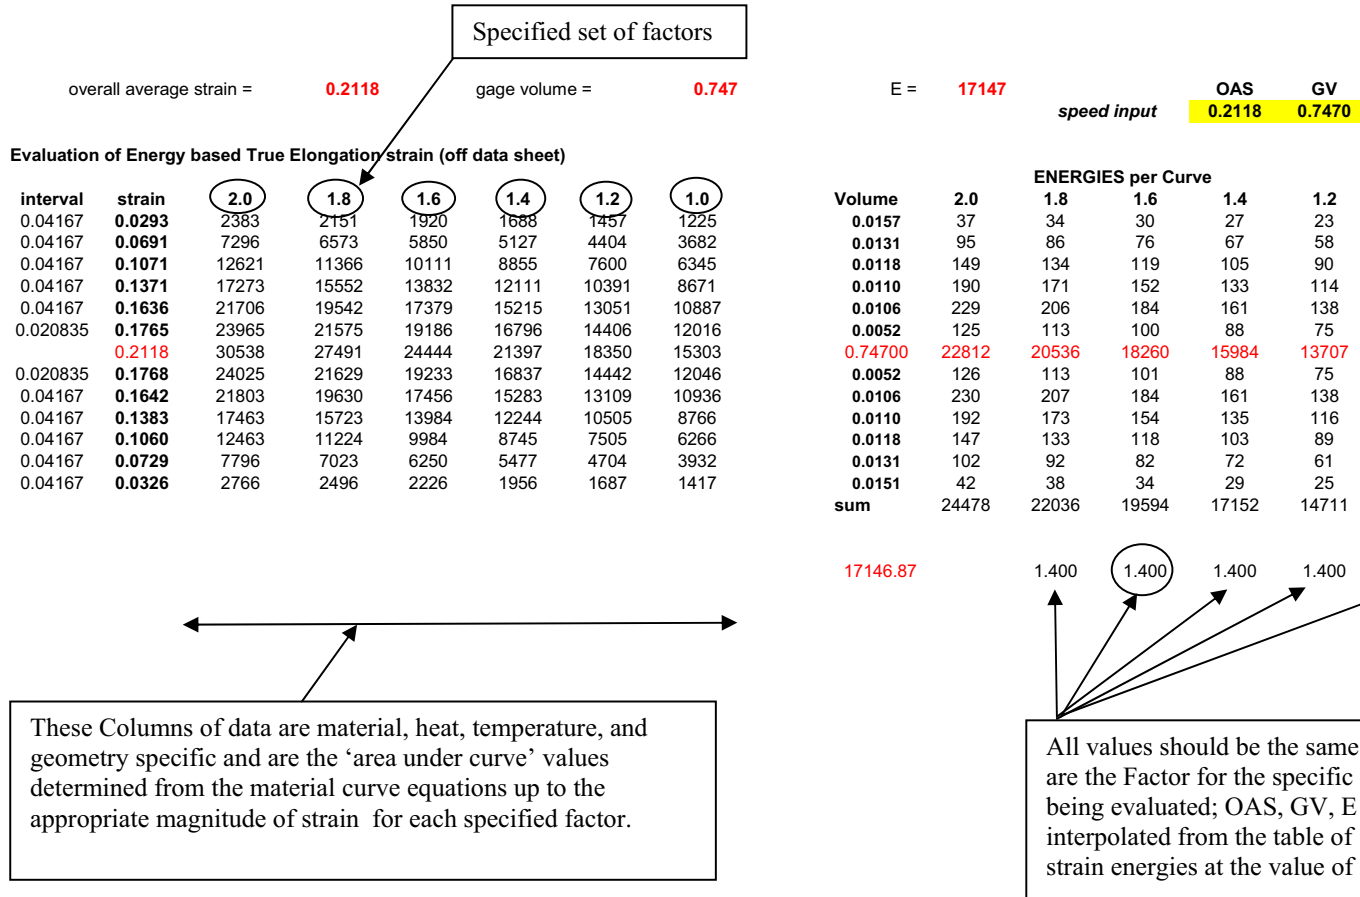 Specified set of factors
overall average strain = 0.2118 gage volume = 0.747 E = 17147 OAS GV
speed input 0.2118 0.7470
Evaluation of Energy based True Elongation strain (off data sheet)
ENERGIES per Curve
interval strain 2.0 1.8 1.6 1.4 1.2 1.0 Volume 2.0 1.8 1.6 1.4 1.2
0.04167 0.0293 2383 2151 1920 1688 1457 1225 0.0157 37 34 30 27 23
0.04167 0.0691 7296 6573 5850 5127 4404 3682 0.0131 95 86 76 67 58
0.04167 0.1071 12621 11366 10111 8855 7600 6345 0.0118 149 134 119 105 90
0.04167 0.1371 17273 15552 13832 12111 10391 8671 0.0110 190 171 152 133 114
0.04167 0.1636 21706 19542 17379 15215 13051 10887 0.0106 229 206 184 161 138
0.020835 0.1765 23965 21575 19186 16796 14406 12016 0.0052 125 113 100 88 75
0.2118 30538 27491 24444 21397 18350 15303 0.74700 22812 20536 18260 15984 13707
0.020835 0.1768 24025 21629 19233 16837 14442 12046 0.0052 126 113 101 88 75
0.04167 0.1642 21803 19630 17456 15283 13109 10936 0.0106 230 207 184 161 138
0.04167 0.1383 17463 15723 13984 12244 10505 8766 0.0110 192 173 154 135 116
0.04167 0.1060 12463 11224 9984 8745 7505 6266 0.0118 147 133 118 103 89
0.04167 0.0729 7796 7023 6250 5477 4704 3932 0.0131 102 92 82 72 61
0.04167 0.0326 2766 2496 2226 1956 1687 1417 0.0151 42 38 34 29 25
sum 24478 22036 19594 17152 14711
17146.87 1.400 1.400 1.400 1.400
These Columns of data are material, heat, temperature, and
geometry specific and are the ‘area under curve’ values
determined from the material curve equations up to the
appropriate magnitude of strain for each specified factor.
All values should be the same
are the Factor for the specific
being evaluated; OAS, GV, E
interpolated from the table of
strain energies at the value of